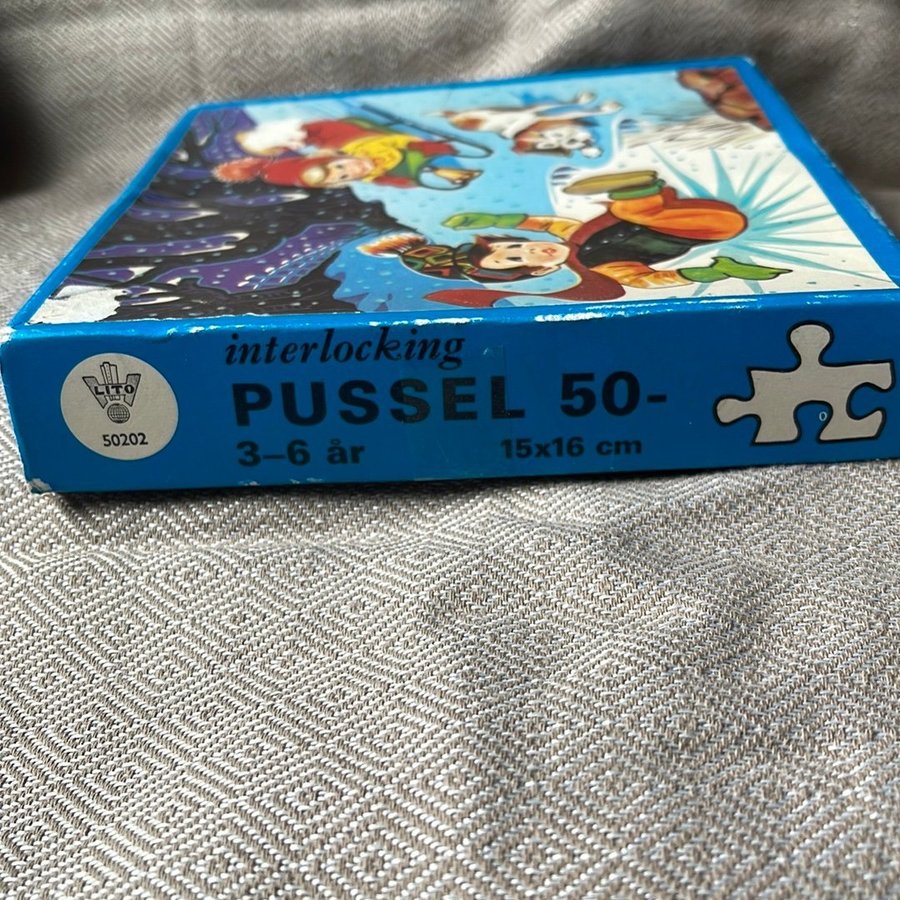 interlocking
PUSSEL 50-
3–6 år 15x16 cm
LITO
50202